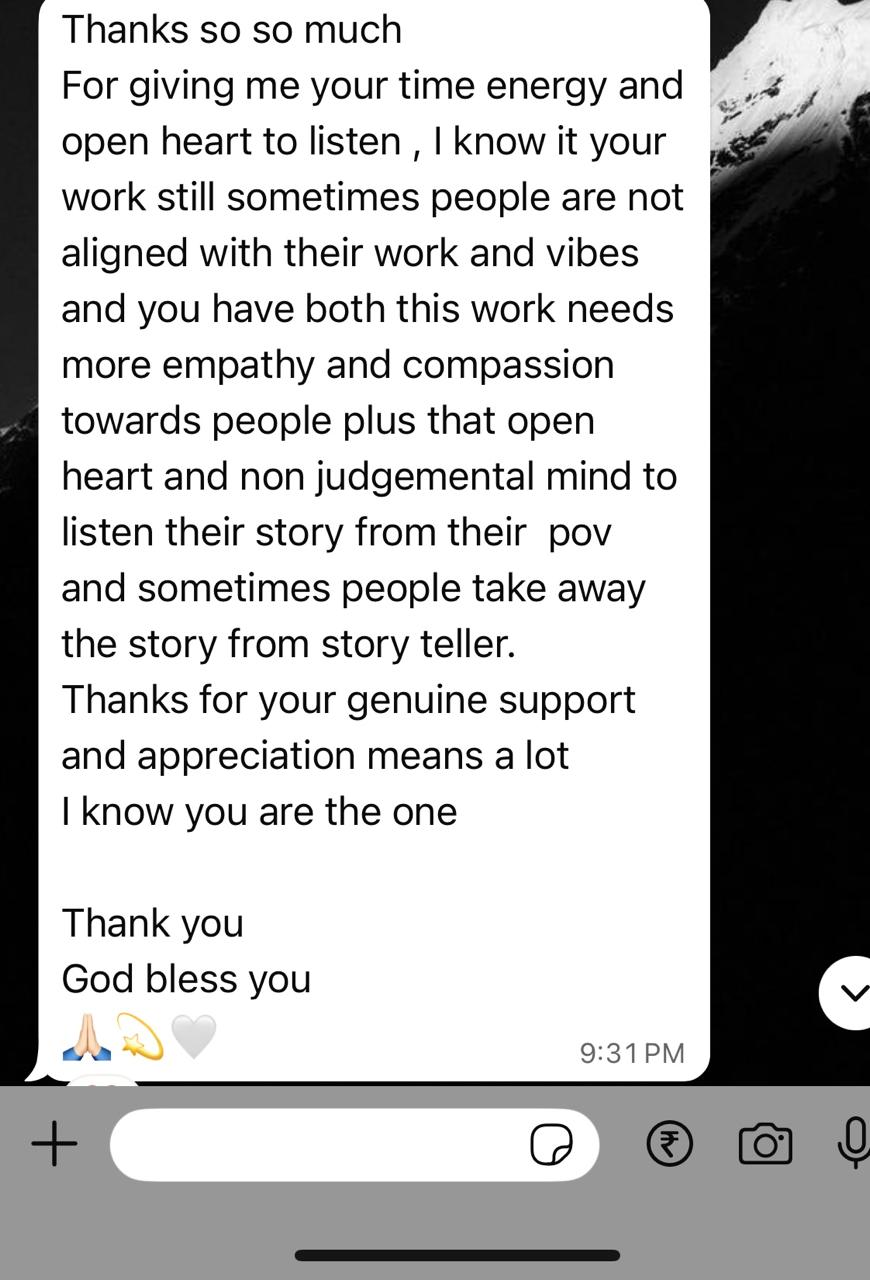 Thanks so so much
For giving me your time energy and
open heart to listen , I know it your
work still sometimes people are not
aligned with their work and vibes
and you have both this work needs
more empathy and compassion
towards people plus that open
heart and non judgemental mind to
listen their story from their  pov
and sometimes people take away
the story from story teller.
Thanks for your genuine support
and appreciation means a lot
I know you are the one
Thank you
God bless you
🙏🏻💫🤍
9:31 PM
₹